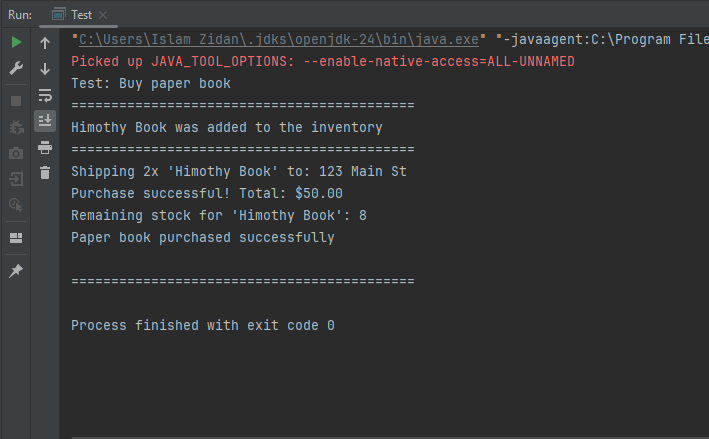 Run: Test
"C:\Users\Islam Zidan\.jdks\openjdk-24\bin\java.exe" "-javaagent:C:\Program File
Picked up JAVA_TOOL_OPTIONS: --enable-native-access=ALL-UNNAMED
Test: Buy paper book
===========================================
Himothy Book was added to the inventory
===========================================
Shipping 2x 'Himothy Book' to: 123 Main St
Purchase successful! Total: $50.00
Remaining stock for 'Himothy Book': 8
Paper book purchased successfully
===========================================
Process finished with exit code 0